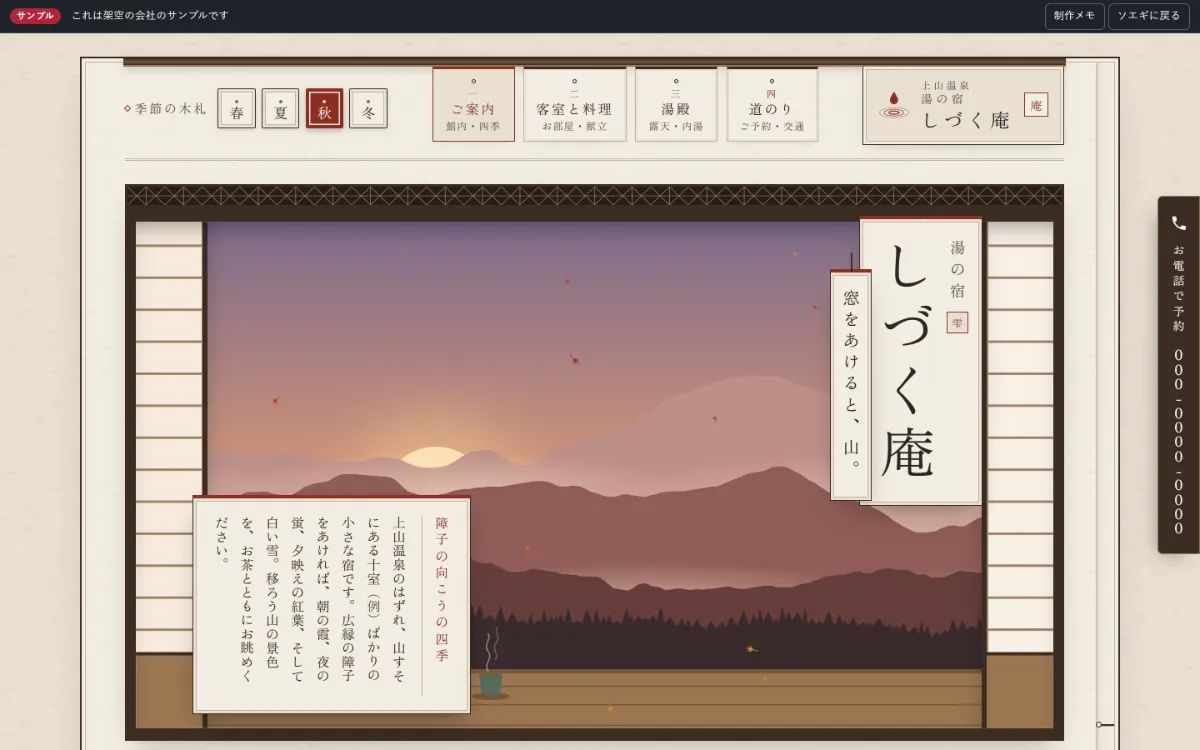 サンプル
これは架空の会社のサンプルです
制作メモ
ソエギに戻る
季節の木札
春
夏
秋
冬
一
ご案内
館内・四季
二
客室と料理
お部屋・献立
三
湯殿
露天・内湯
四
道のり
ご予約・交通
上山温泉
湯の宿
しづく庵
庵
湯の宿
雫
しづく庵
窓をあけると、山。
障子の向こうの四季
上山温泉のはずれ、山すそ
にある十室（例）ばかりの
小さな宿です。広縁の障子
をあければ、朝の霞、夜の
蛍、夕映えの紅葉、そして
白い雪。移ろう山の景色
を、お茶とともにお眺めく
ださい。
お電話で予約
000-0000-0000